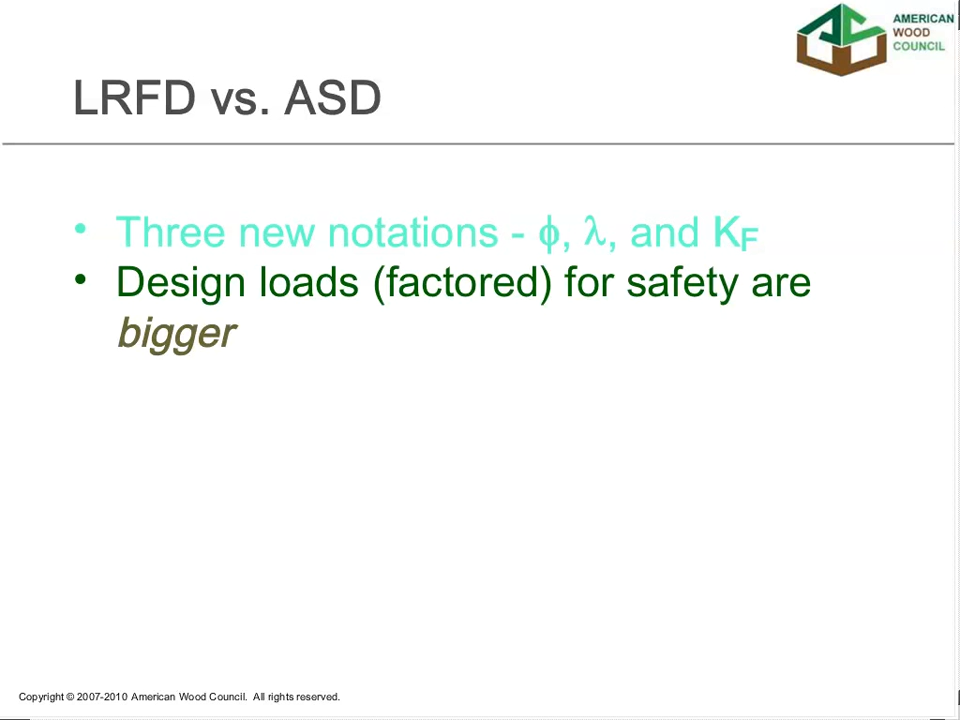 AMERICAN
WOOD
COUNCIL
LRFD vs. ASD
• Three new notations - ϕ, λ, and KF
• Design loads (factored) for safety are
bigger
Copyright © 2007-2010 American Wood Council. All rights reserved.